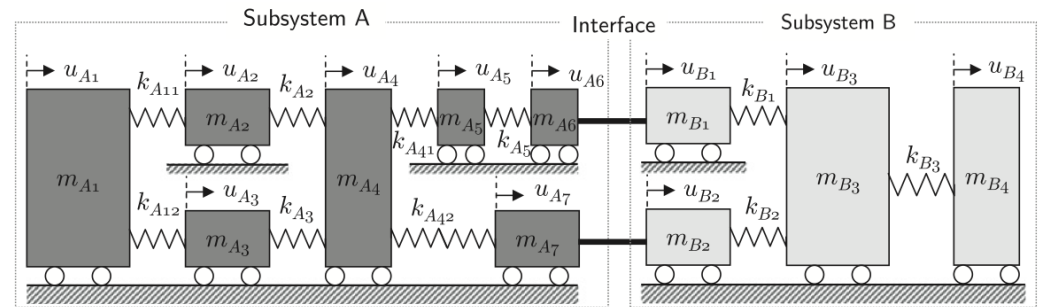 Subsystem A Interface Subsystem B
u_{A1} u_{A2} u_{A4} u_{A5} u_{A6} u_{B1} u_{B3} u_{B4}
k_{A11} k_{A2} k_{B1}
m_{A2} m_{A5} m_{A6} m_{B1}
k_{A41} k_{A5} k_{B3}
m_{A1} m_{A4} m_{B3} m_{B4}
u_{A3} u_{A7} u_{B2}
k_{A12} k_{A3} k_{A42} k_{B2}
m_{A3} m_{A7} m_{B2}